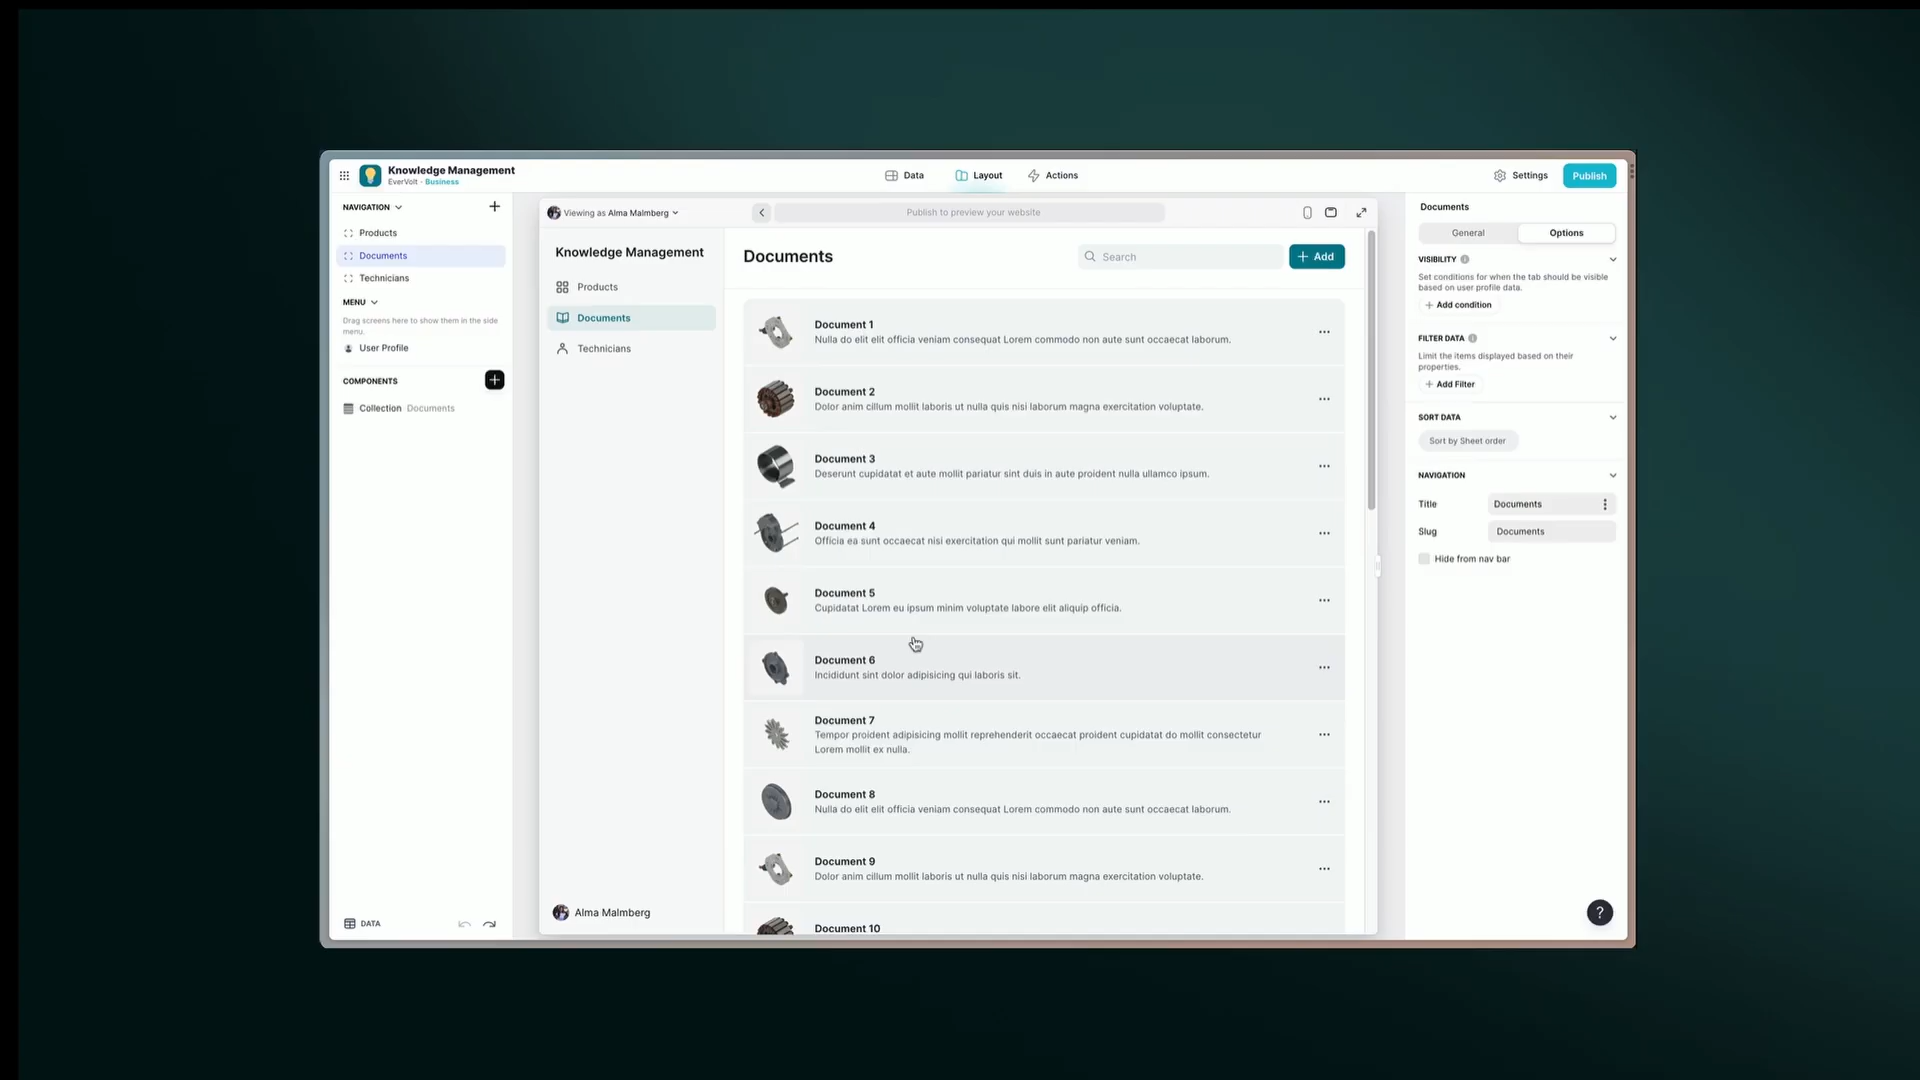 Knowledge Management
EverVolt · Business
Data
Layout
Actions
Settings
Publish
NAVIGATION
Products
Documents
Technicians
MENU
Drag screens here to show them in the side
menu.
User Profile
COMPONENTS
Collection Documents
DATA
Viewing as Alma Malmberg
Publish to preview your website
Knowledge Management
Products
Documents
Technicians
Alma Malmberg
Documents
Search
Add
Document 1
Nulla do elit elit officia veniam consequat Lorem commodo non aute sunt occaecat laborum.
Document 2
Dolor anim cillum mollit laboris ut nulla quis nisi laborum magna exercitation voluptate.
Document 3
Deserunt cupidatat et aute mollit pariatur sint duis in aute proident nulla ullamco ipsum.
Document 4
Officia ea sunt occaecat nisi exercitation qui mollit sunt pariatur veniam.
Document 5
Cupidatat Lorem eu ipsum minim voluptate labore elit aliquip officia.
Document 6
Incididunt sint dolor adipisicing qui laboris sit.
Document 7
Tempor proident adipisicing mollit reprehenderit occaecat proident cupidatat do mollit consectetur
Lorem mollit ex nulla.
Document 8
Nulla do elit elit officia veniam consequat Lorem commodo non aute sunt occaecat laborum.
Document 9
Dolor anim cillum mollit laboris ut nulla quis nisi laborum magna exercitation voluptate.
Document 10
Documents
General
Options
VISIBILITY
Set conditions for when the tab should be visible
based on user profile data.
Add condition
FILTER DATA
Limit the items displayed based on their
properties.
Add Filter
SORT DATA
Sort by Sheet order
NAVIGATION
Title Documents
Slug Documents
Hide from nav bar
?